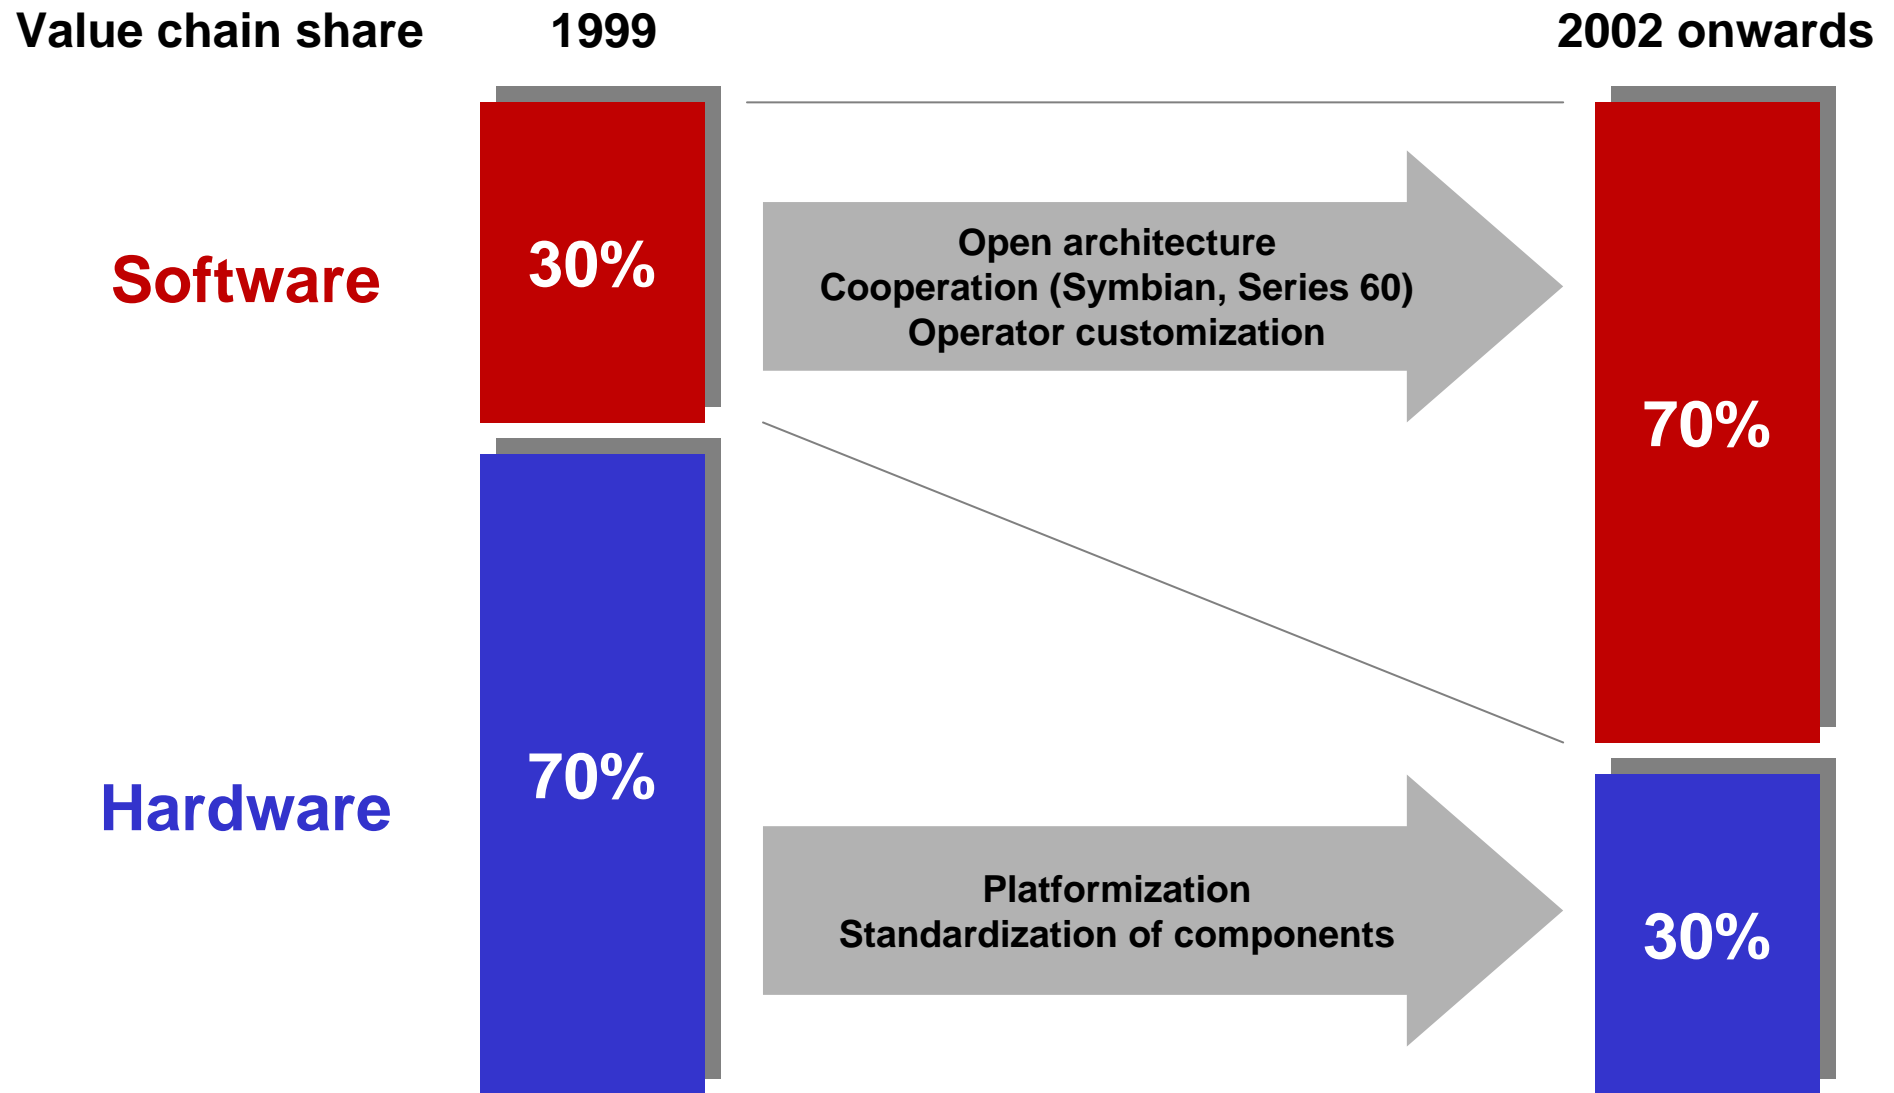 Value chain share 1999 2002 onwards
Software
30%
Open architecture
Cooperation (Symbian, Series 60)
Operator customization
70%
Hardware
70%
Platformization
Standardization of components
30%